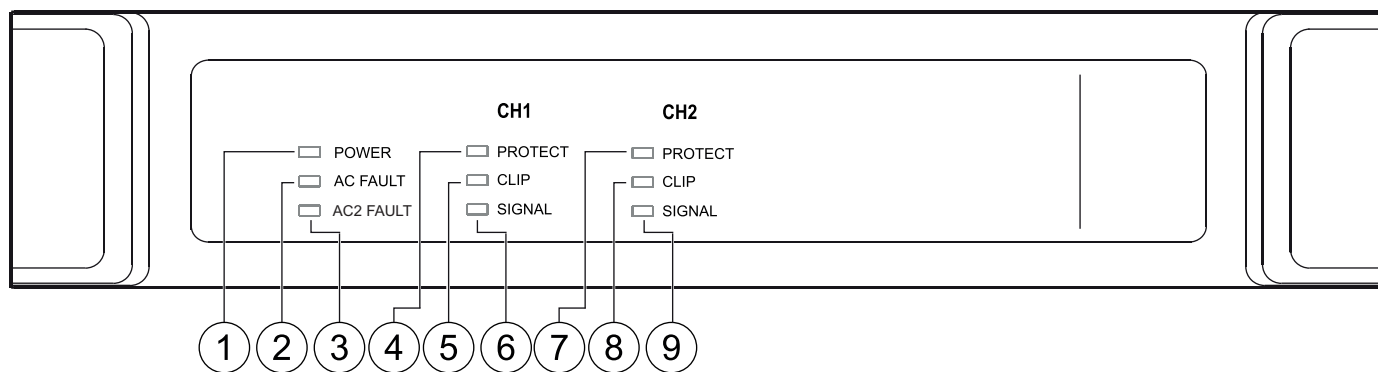 CH1 CH2
POWER PROTECT PROTECT
AC FAULT CLIP CLIP
AC2 FAULT SIGNAL SIGNAL
1 2 3 4 5 6 7 8 9